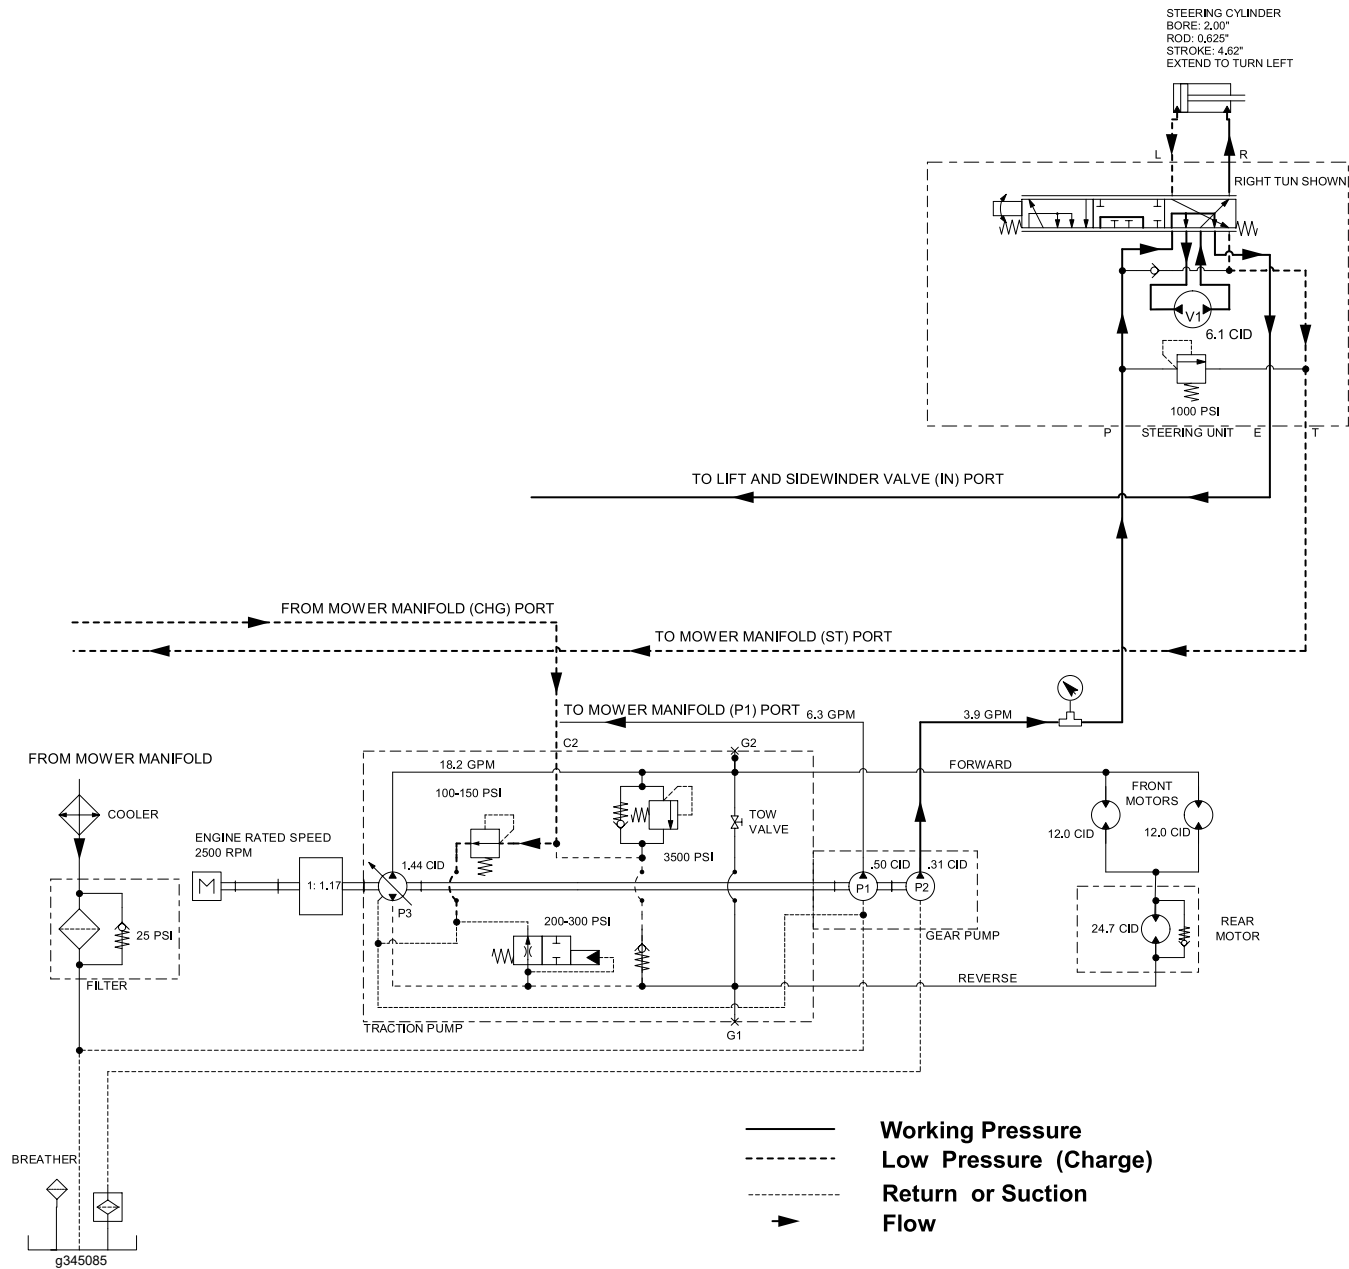 STEERING CYLINDER
BORE: 2.00"
ROD: 0.625"
STROKE: 4.62"
EXTEND TO TURN LEFT
L
R
RIGHT TUN SHOWN
V1
6.1 CID
1000 PSI
P
STEERING UNIT
E
T
TO LIFT AND SIDEWINDER VALVE (IN) PORT
FROM MOWER MANIFOLD (CHG) PORT
TO MOWER MANIFOLD (ST) PORT
TO MOWER MANIFOLD (P1) PORT
6.3 GPM
3.9 GPM
C2
G2
FROM MOWER MANIFOLD
18.2 GPM
FORWARD
100-150 PSI
FRONT
MOTORS
COOLER
TOW
VALVE
12.0 CID
12.0 CID
ENGINE RATED SPEED
2500 RPM
3500 PSI
1.44 CID
.50 CID
.31 CID
M
1: 1.17
P1
P2
P3
200-300 PSI
GEAR PUMP
24.7 CID
REAR
MOTOR
25 PSI
FILTER
REVERSE
TRACTION PUMP
G1
Working Pressure
Low Pressure (Charge)
Return or Suction
Flow
BREATHER
g345085